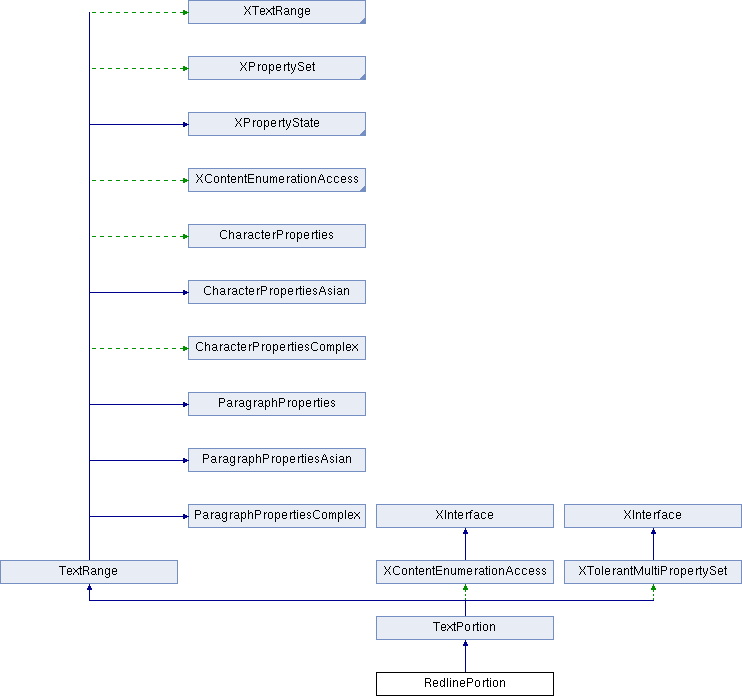 XTextRange
XPropertySet
XPropertyState
XContentEnumerationAccess
CharacterProperties
CharacterPropertiesAsian
CharacterPropertiesComplex
ParagraphProperties
ParagraphPropertiesAsian
ParagraphPropertiesComplex
XInterface
XInterface
TextRange
XContentEnumerationAccess
XTolerantMultiPropertySet
TextPortion
RedlinePortion